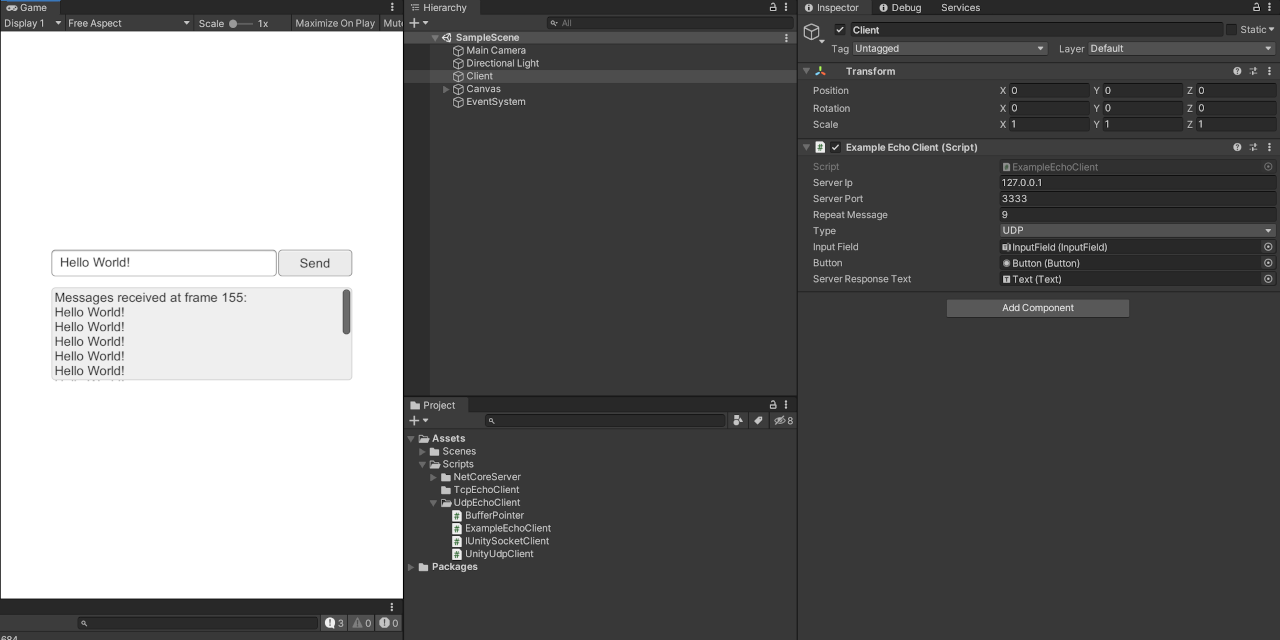 Game
Display 1 Free Aspect Scale 1x Maximize On Play Mute
Hello World! Send
Messages received at frame 155:
Hello World!
Hello World!
Hello World!
Hello World!
Hello World!
3 0 0
684
Hierarchy
All
SampleScene
Main Camera
Directional Light
Client
Canvas
EventSystem
Project
8
Assets
Scenes
Scripts
NetCoreServer
TcpEchoClient
UdpEchoClient
BufferPointer
ExampleEchoClient
IUnitySocketClient
UnityUdpClient
Packages
Inspector Debug Services
Client Static
Tag Untagged Layer Default
Transform
Position X 0 Y 0 Z 0
Rotation X 0 Y 0 Z 0
Scale X 1 Y 1 Z 1
# Example Echo Client (Script)
Script ExampleEchoClient
Server Ip 127.0.0.1
Server Port 3333
Repeat Message 9
Type UDP
Input Field InputField (InputField)
Button Button (Button)
Server Response Text Text (Text)
Add Component